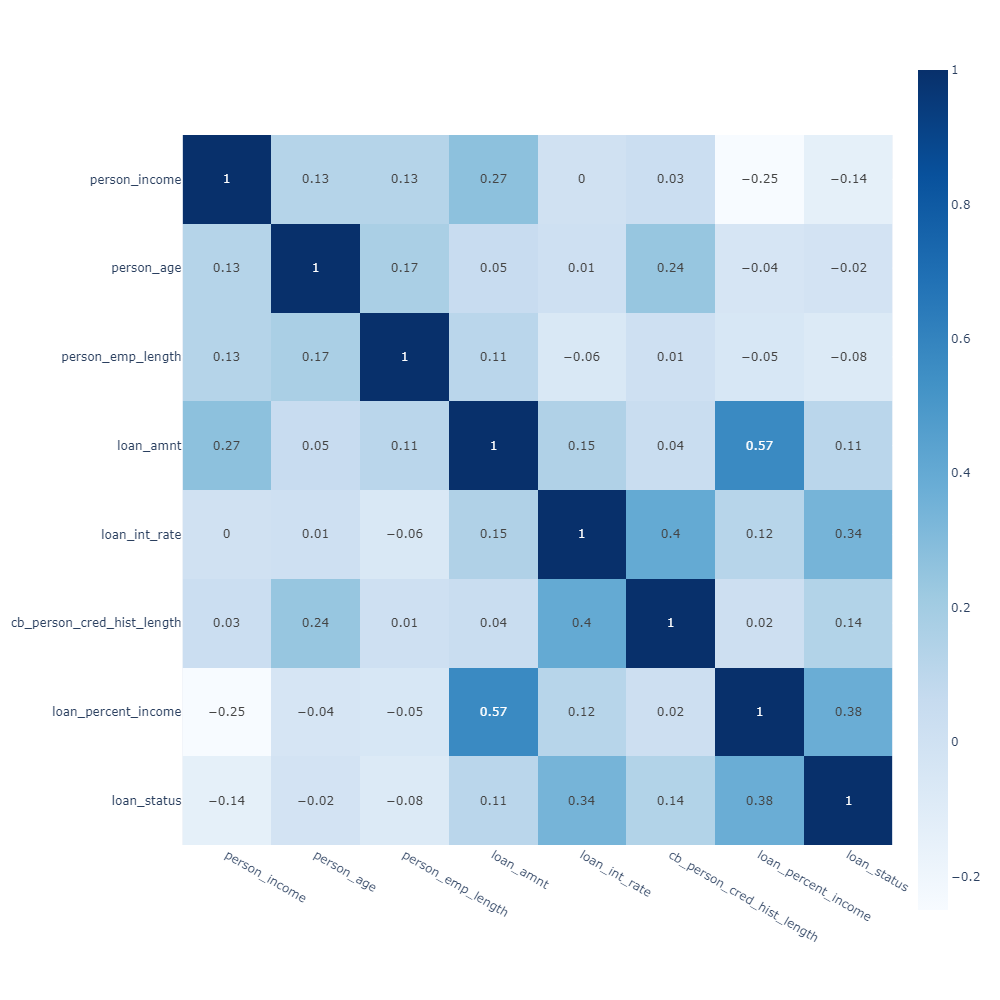 1
person_income 1 0.13 0.13 0.27 0 0.03 −0.25 −0.14
0.8
person_age 0.13 1 0.17 0.05 0.01 0.24 −0.04 −0.02
0.6
person_emp_length 0.13 0.17 1 0.11 −0.06 0.01 −0.05 −0.08
loan_amnt 0.27 0.05 0.11 1 0.15 0.04 0.57 0.11
0.4
loan_int_rate 0 0.01 −0.06 0.15 1 0.4 0.12 0.34
0.2
cb_person_cred_hist_length 0.03 0.24 0.01 0.04 0.4 1 0.02 0.14
loan_percent_income −0.25 −0.04 −0.05 0.57 0.12 0.02 1 0.38
0
loan_status −0.14 −0.02 −0.08 0.11 0.34 0.14 0.38 1
−0.2
person_income
person_age
person_emp_length
loan_amnt
loan_int_rate
cb_person_cred_hist_length
loan_percent_income
loan_status